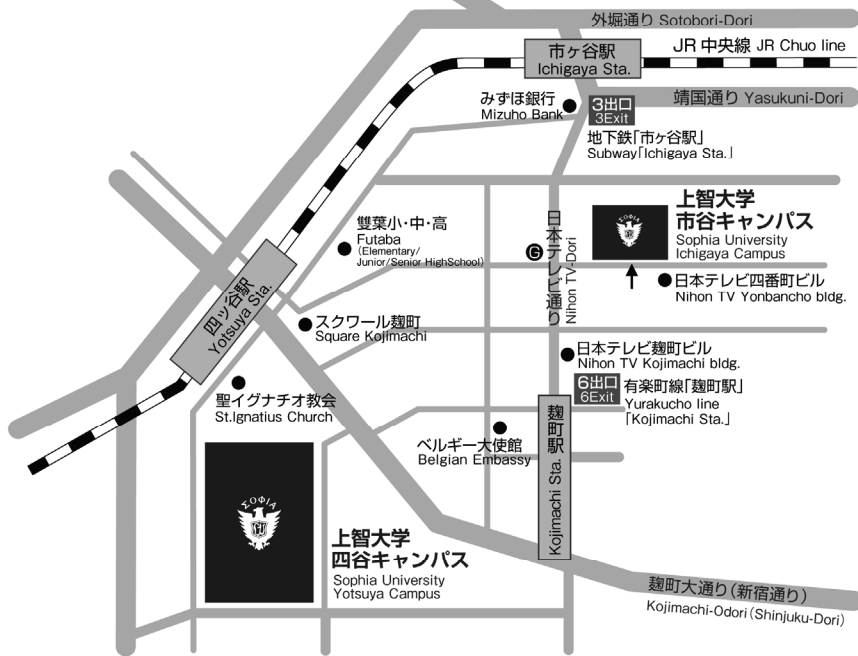 外堀通り Sotobori-Dori
市ヶ谷駅
Ichigaya Sta.
JR 中央線 JR Chuo line
みずほ銀行
Mizuho Bank
3出口
3Exit
靖国通り Yasukuni-Dori
地下鉄「市ヶ谷駅」
Subway「Ichigaya Sta.」
上智大学
市谷キャンパス
Sophia University
Ichigaya Campus
雙葉小・中・高
Futaba
(Elementary/
Junior/Senior HighSchool)
G
日本テレビ通り
Nihon TV-Dori
日本テレビ四番町ビル
Nihon TV Yonbancho bldg.
四ツ谷駅
Yotsuya Sta.
スクワール麹町
Square Kojimachi
日本テレビ麹町ビル
Nihon TV Kojimachi bldg.
6出口
6Exit
有楽町線「麹町駅」
Yurakucho line
「Kojimachi Sta.」
聖イグナチオ教会
St.Ignatius Church
麹町駅
Kojimachi Sta.
ベルギー大使館
Belgian Embassy
ΣΟΦΙΑ
上智大学
四谷キャンパス
Sophia University
Yotsuya Campus
麹町大通り(新宿通り)
Kojimachi-Odori(Shinjuku-Dori)